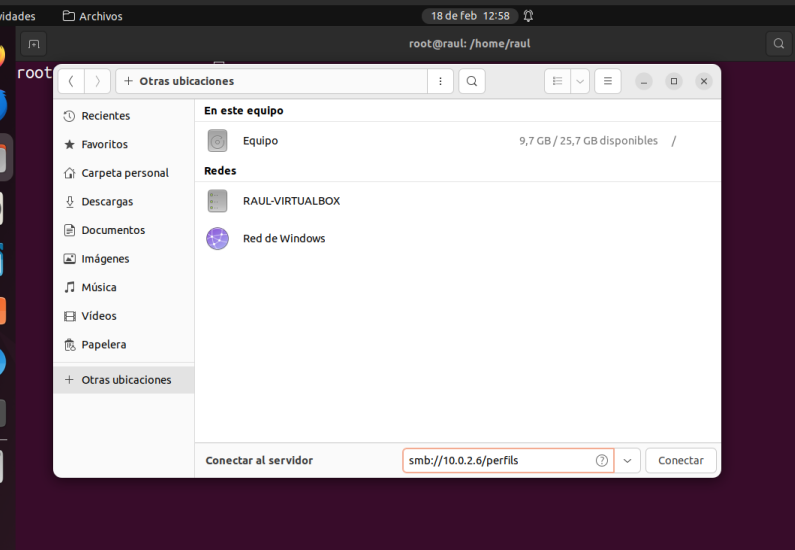 vidades Archivos 18 de feb 12:58
root@raul: /home/raul
root
+ Otras ubicaciones
Recientes
Favoritos
Carpeta personal
Descargas
Documentos
Imágenes
Música
Vídeos
Papelera
+ Otras ubicaciones
En este equipo
Equipo 9,7 GB / 25,7 GB disponibles /
Redes
RAUL-VIRTUALBOX
Red de Windows
Conectar al servidor smb://10.0.2.6/perfils Conectar